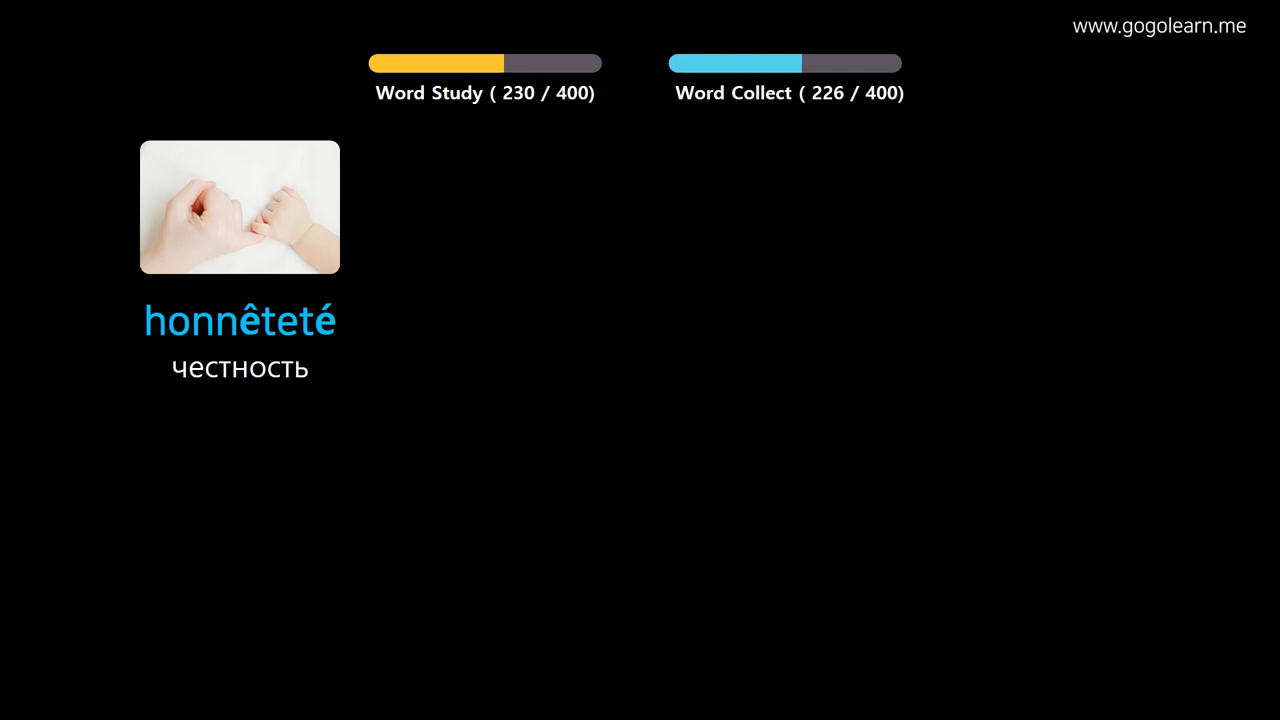 www.gogolearn.me
Word Study ( 230 / 400)
Word Collect ( 226 / 400)
honnêteté
честность